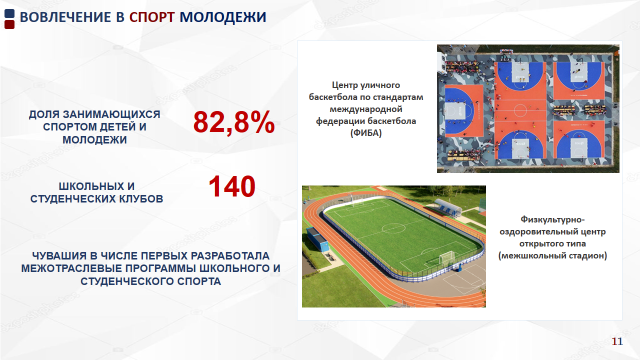 ВОВЛЕЧЕНИЕ В СПОРТ МОЛОДЕЖИ
ДОЛЯ ЗАНИМАЮЩИХСЯ
СПОРТОМ ДЕТЕЙ И
МОЛОДЕЖИ
82,8%
ШКОЛЬНЫХ И
СТУДЕНЧЕСКИХ КЛУБОВ
140
ЧУВАШИЯ В ЧИСЛЕ ПЕРВЫХ РАЗРАБОТАЛА
МЕЖОТРАСЛЕВЫЕ ПРОГРАММЫ ШКОЛЬНОГО И
СТУДЕНЧЕСКОГО СПОРТА
Центр уличного
баскетбола по стандартам
международной
федерации баскетбола
(ФИБА)
Физкультурно-
оздоровительный центр
открытого типа
(межшкольный стадион)
11